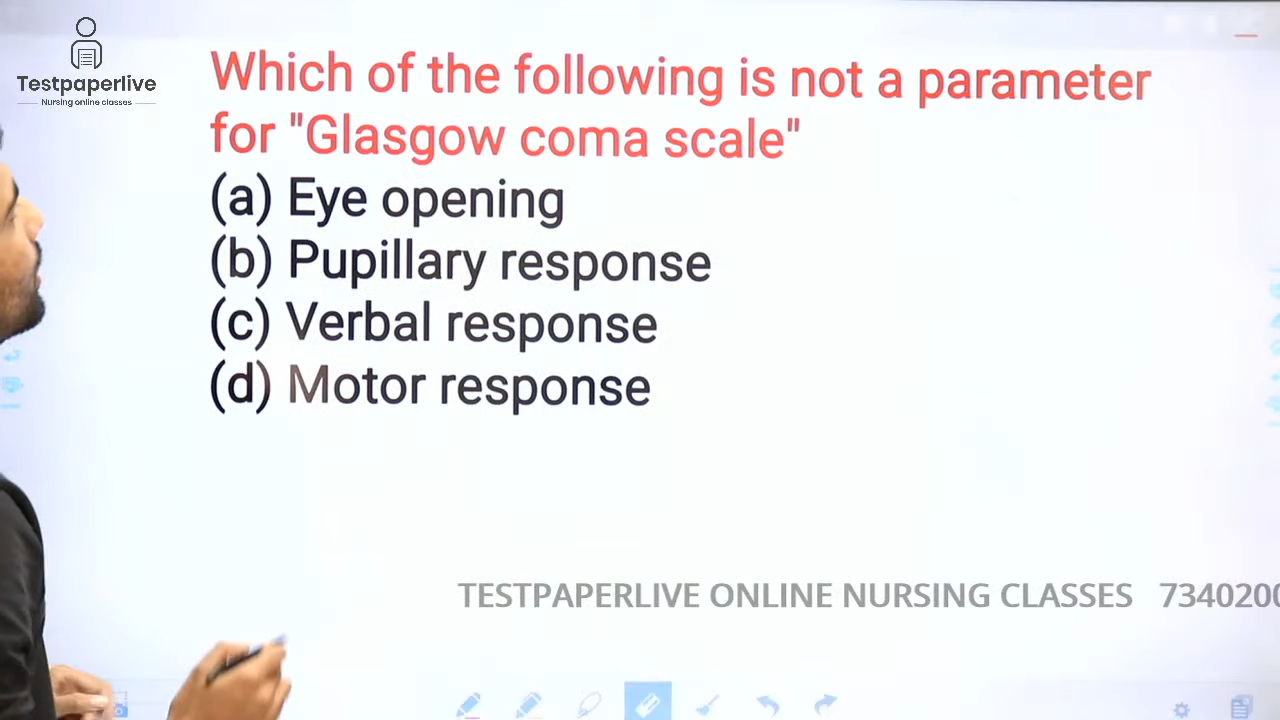 Testpaperlive
Nursing online classes
Which of the following is not a parameter
for "Glasgow coma scale"
(a) Eye opening
(b) Pupillary response
(c) Verbal response
(d) Motor response
TESTPAPERLIVE ONLINE NURSING CLASSES 734020